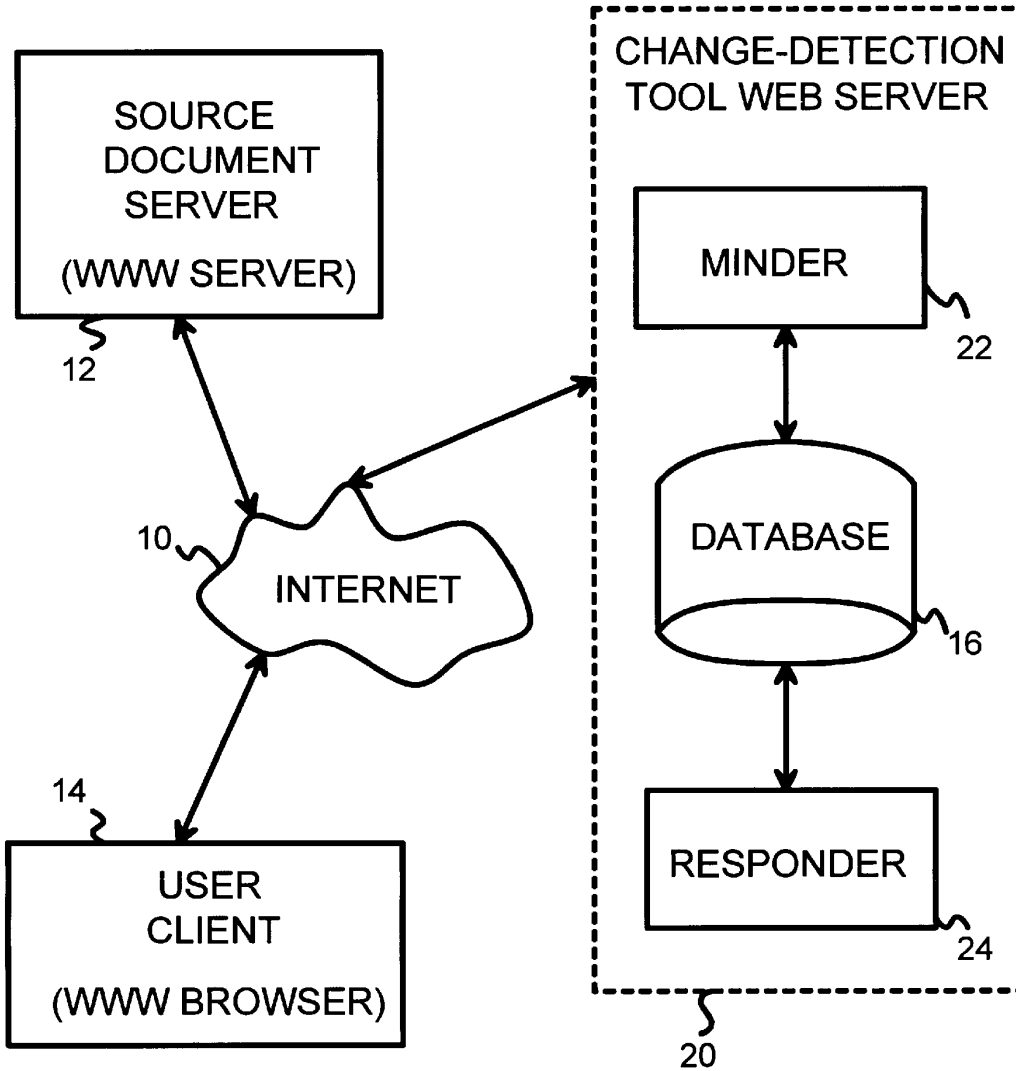 SOURCE
DOCUMENT
SERVER
(WWW SERVER)
12
CHANGE-DETECTION
TOOL WEB SERVER
MINDER
22
10
INTERNET
DATABASE
16
14
USER
CLIENT
(WWW BROWSER)
RESPONDER
24
20